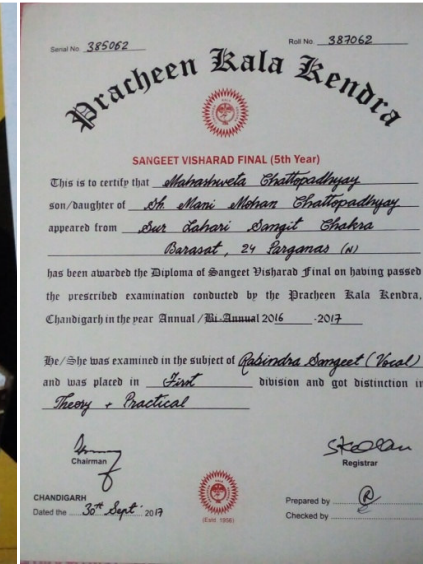 Serial No. 385062
Roll No. 387062
Pracheen Kala Kendra
SANGEET VISHARAD FINAL (5th Year)
This is to certify that Mahashweta Chattopadhyay
son/daughter of Sh. Mani Mohan Chattopadhyay
appeared from Sur Lahari Sangit Chakra
Barasat, 24 Parganas (N)
has been awarded the Diploma of Sangeet Visharad Final on having passed
the prescribed examination conducted by the Pracheen Kala Kendra,
Chandigarh in the year Annual / Bi-Annual 2016 - 2017
He/She was examined in the subject of Rabindra Sangeet (Vocal)
and was placed in First division and got distinction in
Theory + Practical
Chairman
Registrar
CHANDIGARH
Dated the 30th Sept. 2017
(Estd. 1956)
Prepared by
Checked by